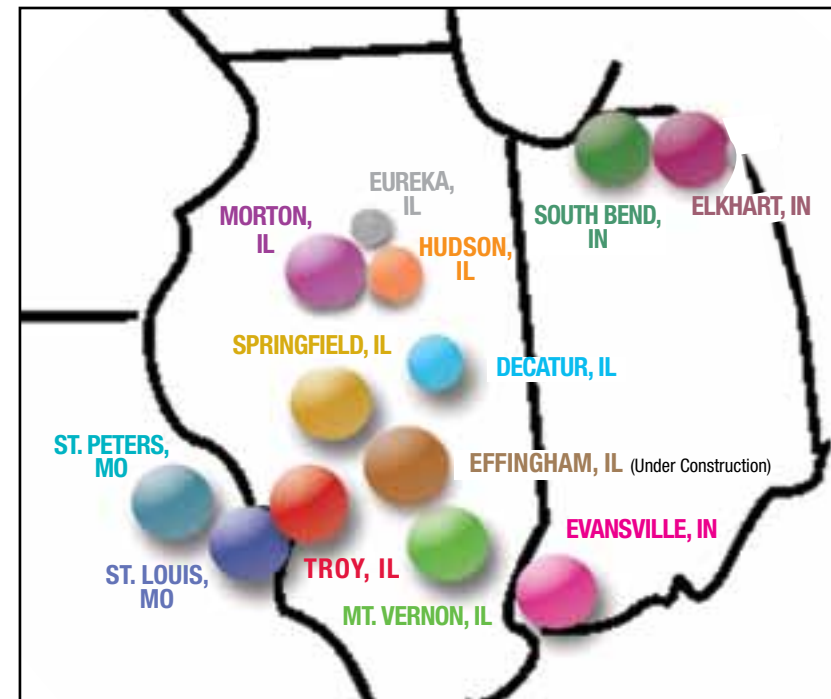 EUREKA,
IL
MORTON,
IL
HUDSON,
IL
SOUTH BEND,
IN
ELKHART, IN
SPRINGFIELD, IL
DECATUR, IL
ST. PETERS,
MO
EFFINGHAM, IL (Under Construction)
EVANSVILLE, IN
ST. LOUIS,
MO
TROY, IL
MT. VERNON, IL